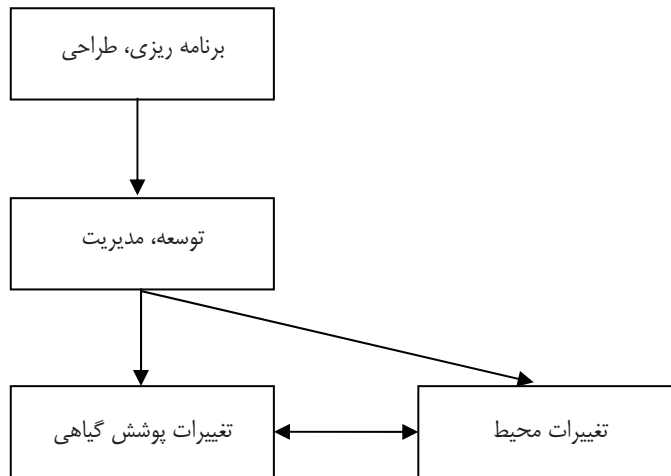 برنامه ریزی، طراحی
توسعه، مدیریت
تغییرات پوشش گیاهی
تغییرات محیط